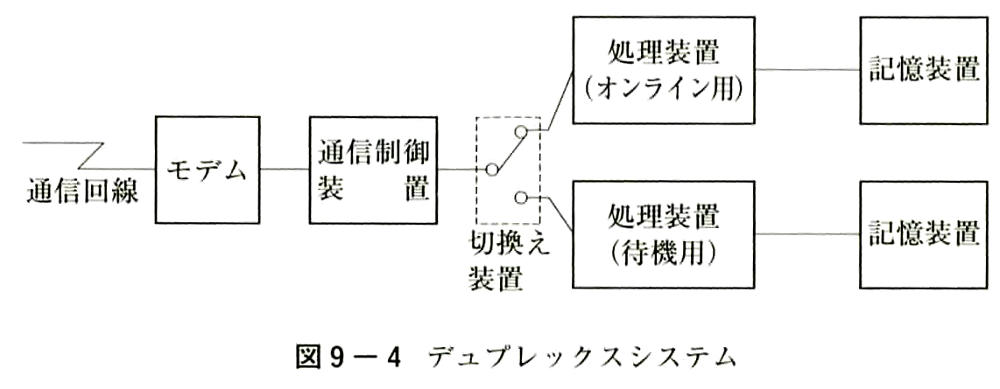 通信回線
モデム
通信制御
装置
切換え
装置
処理装置
(オンライン用)
記憶装置
処理装置
(待機用)
記憶装置
図9-4 デュプレックスシステム